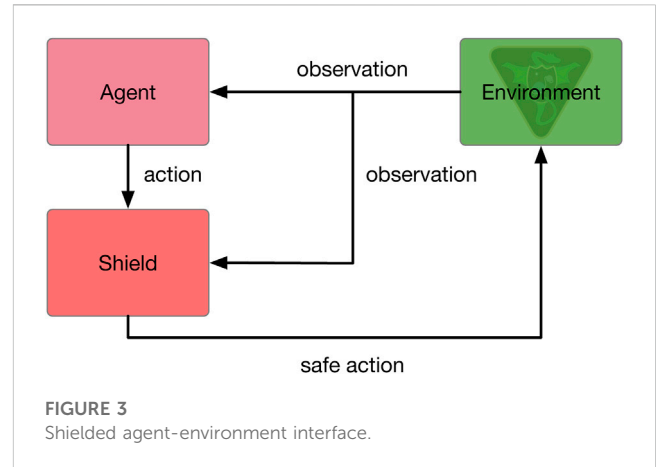 observation
Agent
Environment
action
observation
Shield
safe action
FIGURE 3
Shielded agent-environment interface.